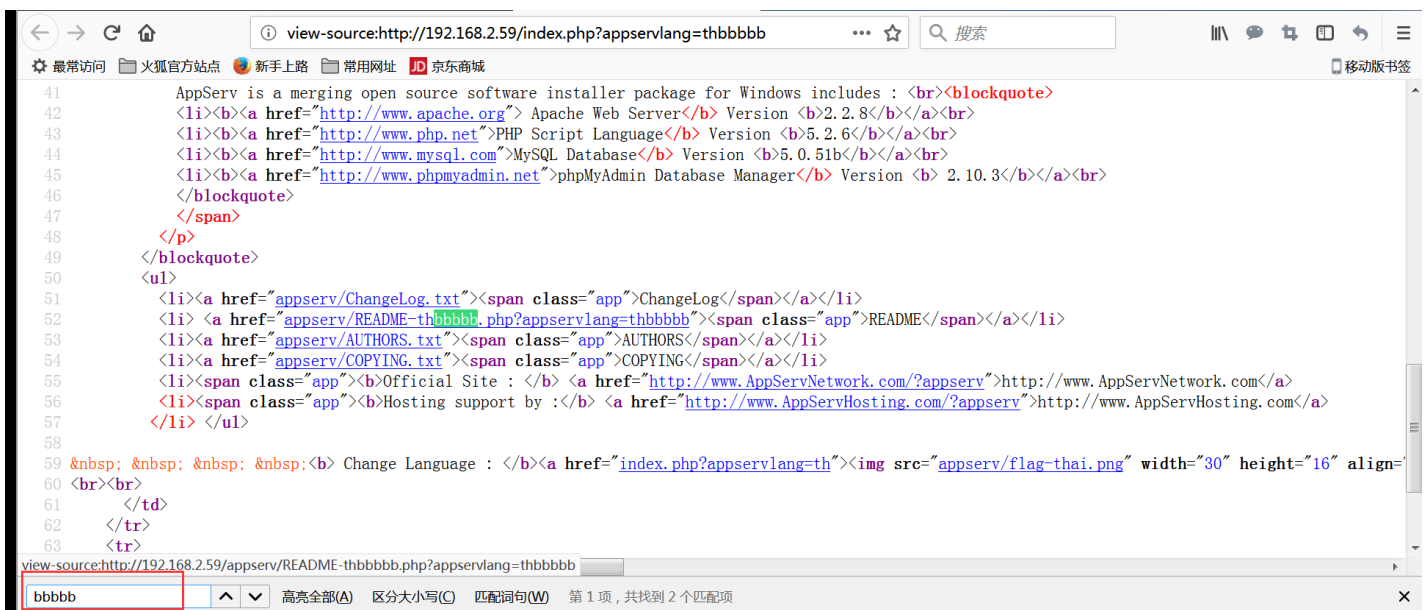 view-source:http://192.168.2.59/index.php?appservlang=thbbbbb ••• 搜索
最常访问 火狐官方站点 新手上路 常用网址 JD 京东商城 移动版书签
41 AppServ is a merging open source software installer package for Windows includes : <br><blockquote>
42 <li><b><a href="http://www.apache.org"> Apache Web Server</b> Version <b>2.2.8</b></a><br>
43 <li><b><a href="http://www.php.net">PHP Script Language</b> Version <b>5.2.6</b></a><br>
44 <li><b><a href="http://www.mysql.com">MySQL Database</b> Version <b>5.0.51b</b></a><br>
45 <li><b><a href="http://www.phpmyadmin.net">phpMyAdmin Database Manager</b> Version <b> 2.10.3</b></a><br>
46 </blockquote>
47 </span>
48 </p>
49 </blockquote>
50 <ul>
51 <li><a href="appserv/ChangeLog.txt"><span class="app">ChangeLog</span></a></li>
52 <li> <a href="appserv/README-thbbbbb.php?appservlang=thbbbbb"><span class="app">README</span></a></li>
53 <li><a href="appserv/AUTHORS.txt"><span class="app">AUTHORS</span></a></li>
54 <li><a href="appserv/COPYING.txt"><span class="app">COPYING</span></a></li>
55 <li><span class="app"><b>Official Site : </b> <a href="http://www.AppServNetwork.com/?appserv">http://www.AppServNetwork.com</a>
56 <li><span class="app"><b>Hosting support by :</b> <a href="http://www.AppServHosting.com/?appserv">http://www.AppServHosting.com</a>
57 </li> </ul>
58
59 &nbsp; &nbsp; &nbsp; &nbsp;<b> Change Language : </b><a href="index.php?appservlang=th"><img src="appserv/flag-thai.png" width="30" height="16" align="
60 <br><br>
61 </td>
62 </tr>
63 <tr>
view-source:http://192.168.2.59/appserv/README-thbbbbb.php?appservlang=thbbbbb
bbbbb 高亮全部(A) 区分大小写(C) 匹配词句(W) 第 1 项，共找到 2 个匹配项